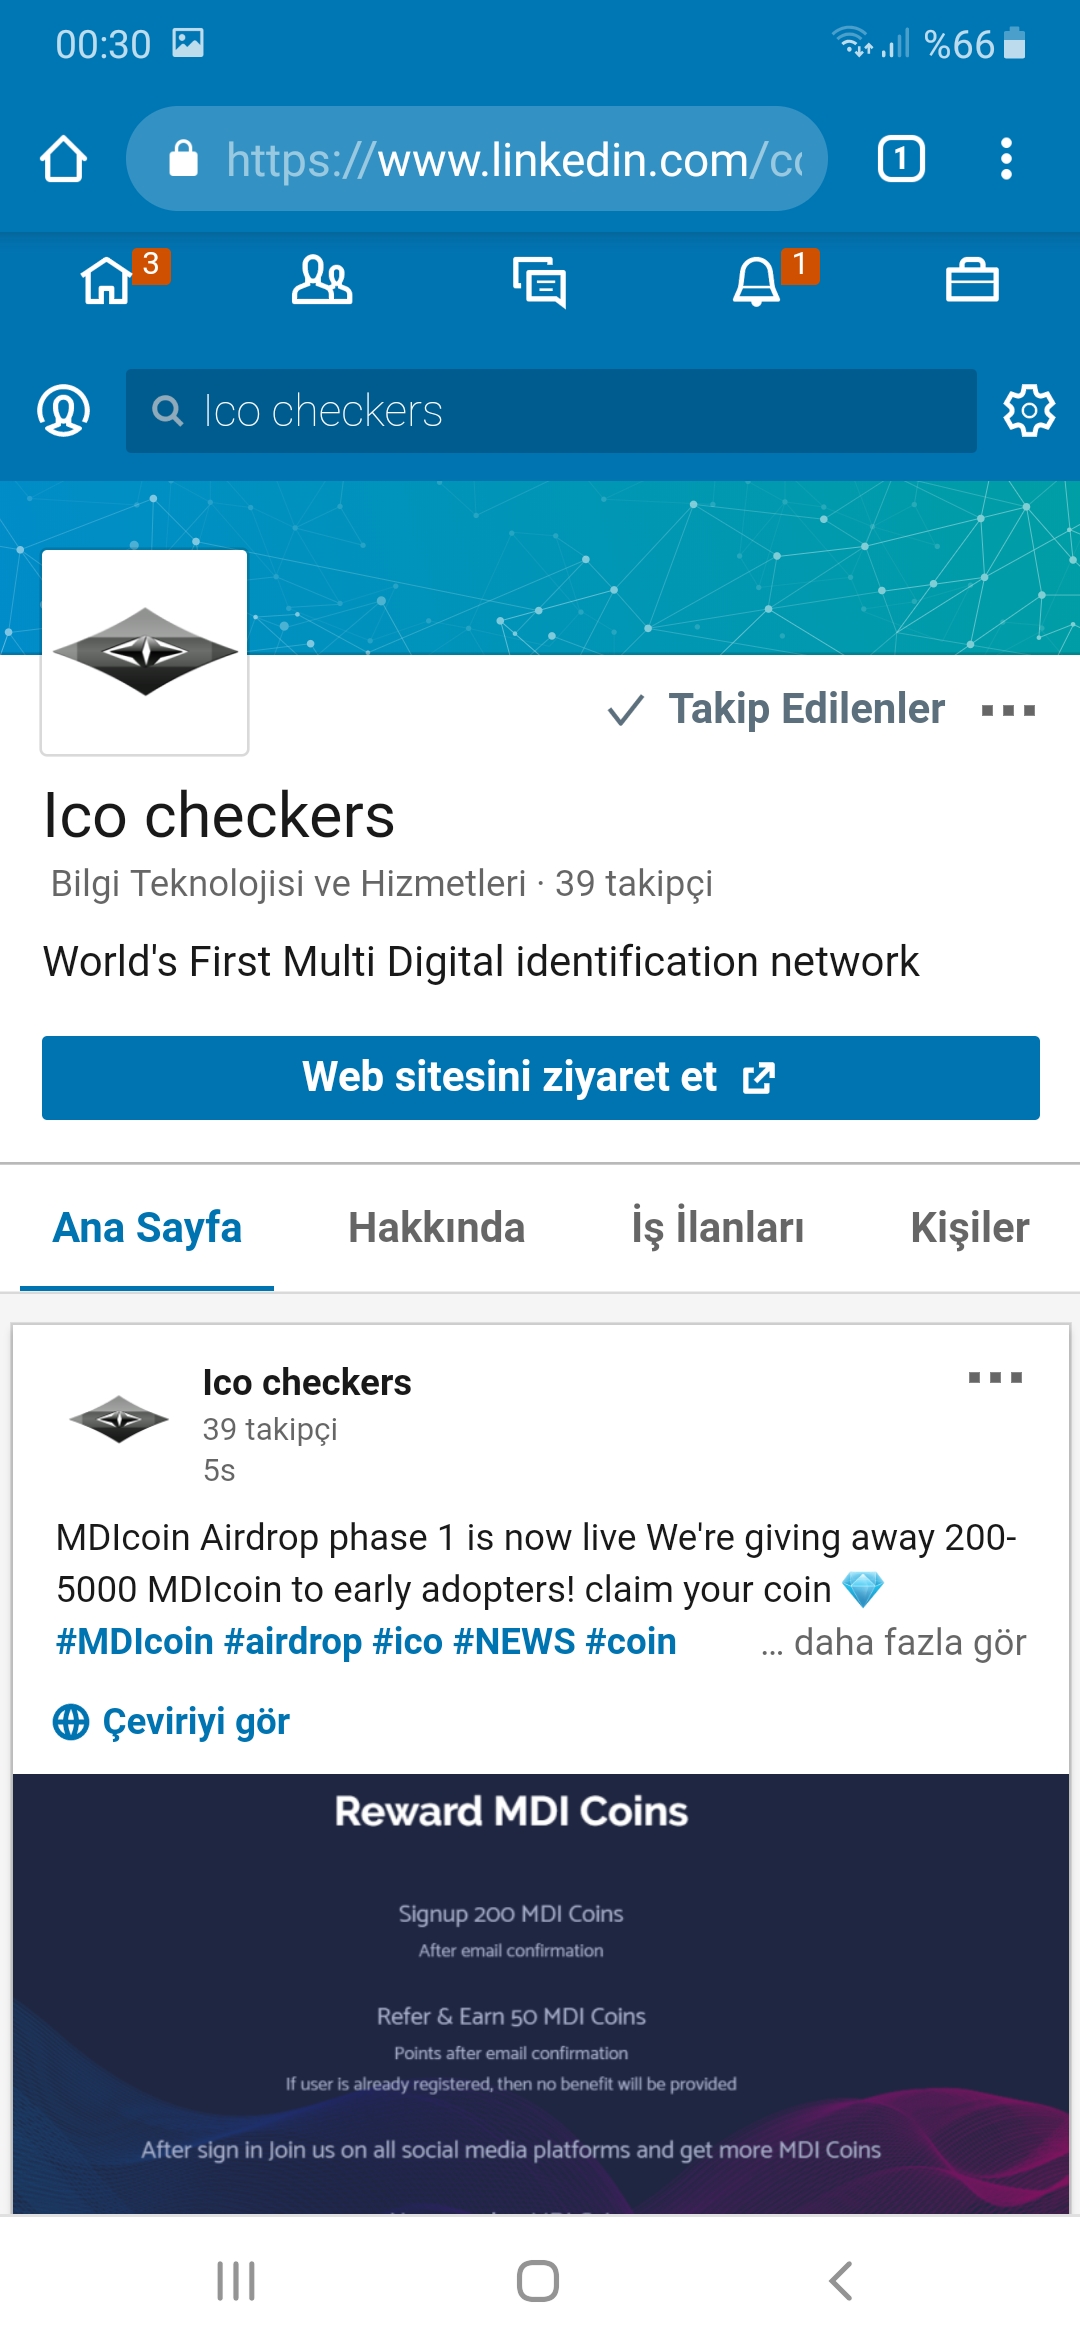 00:30
%66
https://www.linkedin.com/co
1
3
1
Ico checkers
Takip Edilenler
Ico checkers
Bilgi Teknolojisi ve Hizmetleri · 39 takipçi
World's First Multi Digital identification network
Web sitesini ziyaret et
Ana Sayfa Hakkında İş İlanları Kişiler
Ico checkers
39 takipçi
5s
MDIcoin Airdrop phase 1 is now live We're giving away 200-
5000 MDIcoin to early adopters! claim your coin 💎
#MDIcoin #airdrop #ico #NEWS #coin ... daha fazla gör
Çeviriyi gör
Reward MDI Coins
Signup 200 MDI Coins
After email confirmation
Refer & Earn 50 MDI Coins
Points after email confirmation
If user is already registered, then no benefit will be provided
After sign in Join us on all social media platforms and get more MDI Coins